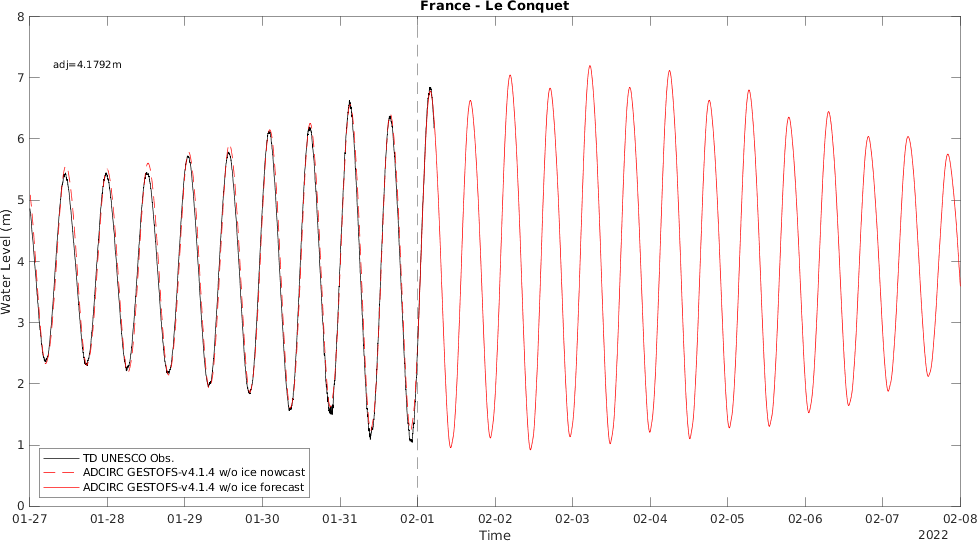 France - Le Conquet
adj=4.1792m
8
7
6
5
4
3
2
1
0
Water Level (m)
TD UNESCO Obs.
ADCIRC GESTOFS-v4.1.4 w/o ice nowcast
ADCIRC GESTOFS-v4.1.4 w/o ice forecast
01-27 01-28 01-29 01-30 01-31 02-01 02-02 02-03 02-04 02-05 02-06 02-07 02-08
Time
2022